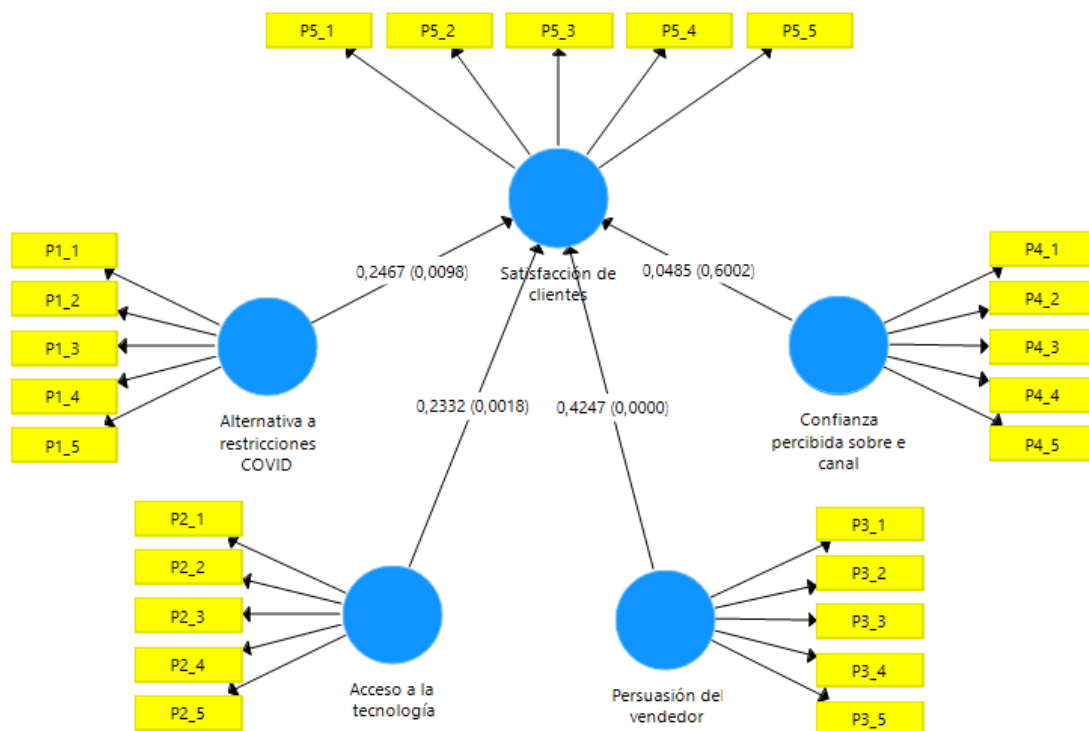 P5_1
P5_2
P5_3
P5_4
P5_5
P1_1
P1_2
P1_3
P1_4
P1_5
0,2467 (0,0098)
Satisfacción de
clientes
0,0485 (0,6002)
P4_1
P4_2
P4_3
P4_4
P4_5
Alternativa a
restricciones
COVID
0,2332 (0,0018)
0,4247 (0,0000)
Confianza
percibida sobre e
canal
P2_1
P2_2
P2_3
P2_4
P2_5
Acceso a la
tecnología
Persuasión del
vendedor
P3_1
P3_2
P3_3
P3_4
P3_5